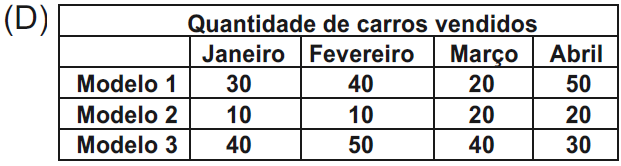 (D)
Quantidade de carros vendidos
Janeiro Fevereiro Março Abril
Modelo 1 30 40 20 50
Modelo 2 10 10 20 20
Modelo 3 40 50 40 30